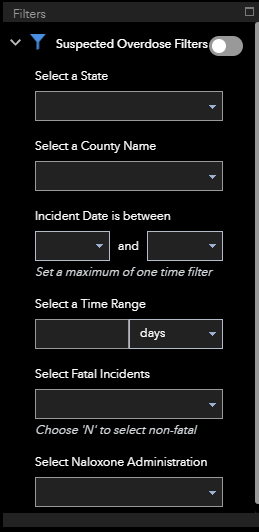 Filters
Suspected Overdose Filters
Select a State
Select a County Name
Incident Date is between
and
Set a maximum of one time filter
Select a Time Range
days
Select Fatal Incidents
Choose 'N' to select non-fatal
Select Naloxone Administration